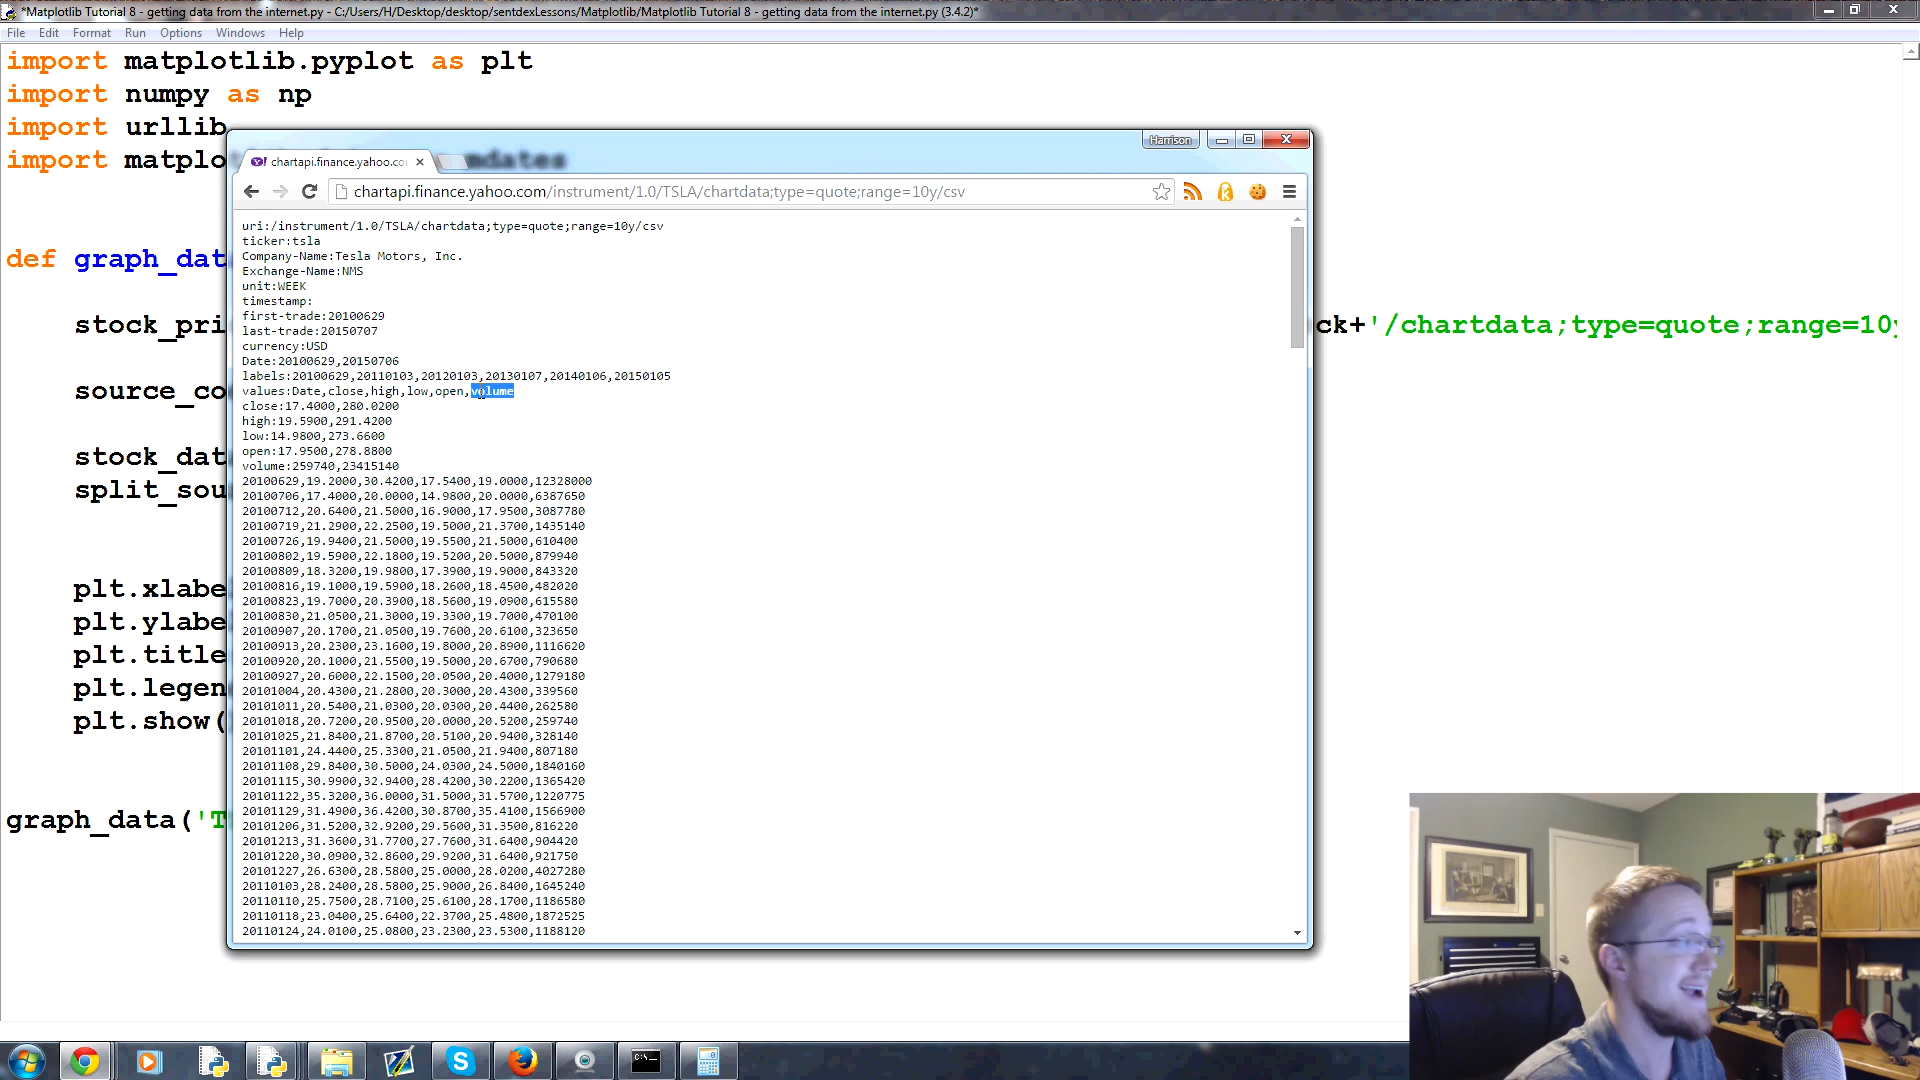 *Matplotlib Tutorial 8 - getting data from the internet.py - C:/Users/H/Desktop/desktop/sentdexLessons/Matplotlib/Matplotlib Tutorial 8 - getting data from the internet.py (3.4.2)*
File Edit Format Run Options Windows Help
import matplotlib.pyplot as plt
import numpy as np
import urllib
import matplo mdates
def graph_dat
stock_pri ck+'/chartdata;type=quote;range=10y
source_co
stock_dat
split_sou
plt.xlabe
plt.ylabe
plt.title
plt.legen
plt.show(
graph_data('T
Harrison
chartapi.finance.yahoo.co
chartapi.finance.yahoo.com/instrument/1.0/TSLA/chartdata;type=quote;range=10y/csv
uri:/instrument/1.0/TSLA/chartdata;type=quote;range=10y/csv
ticker:tsla
Company-Name:Tesla Motors, Inc.
Exchange-Name:NMS
unit:WEEK
timestamp:
first-trade:20100629
last-trade:20150707
currency:USD
Date:20100629,20150706
labels:20100629,20110103,20120103,20130107,20140106,20150105
values:Date,close,high,low,open,volume
close:17.4000,280.0200
high:19.5900,291.4200
low:14.9800,273.6600
open:17.9500,278.8800
volume:259740,23415140
20100629,19.2000,30.4200,17.5400,19.0000,12328000
20100706,17.4000,20.0000,14.9800,20.0000,6387650
20100712,20.6400,21.5000,16.9000,17.9500,3087780
20100719,21.2900,22.2500,19.5000,21.3700,1435140
20100726,19.9400,21.5000,19.5500,21.5000,610400
20100802,19.5900,22.1800,19.5200,20.5000,879940
20100809,18.3200,19.9800,17.3900,19.9000,843320
20100816,19.1000,19.5900,18.2600,18.4500,482020
20100823,19.7000,20.3900,18.5600,19.0900,615580
20100830,21.0500,21.3000,19.3300,19.7000,470100
20100907,20.1700,21.0500,19.7600,20.6100,323650
20100913,20.2300,23.1600,19.8000,20.8900,1116620
20100920,20.1000,21.5500,19.5000,20.6700,790680
20100927,20.6000,22.1500,20.0500,20.4000,1279180
20101004,20.4300,21.2800,20.3000,20.4300,339560
20101011,20.5400,21.0300,20.0300,20.4400,262580
20101018,20.7200,20.9500,20.0000,20.5200,259740
20101025,21.8400,21.8700,20.5100,20.9400,328140
20101101,24.4400,25.3300,21.0500,21.9400,807180
20101108,29.8400,30.5000,24.0300,24.5000,1840160
20101115,30.9900,32.9400,28.4200,30.2200,1365420
20101122,35.3200,36.0000,31.5000,31.5700,1220775
20101129,31.4900,36.4200,30.8700,35.4100,1566900
20101206,31.5200,32.9200,29.5600,31.3500,816220
20101213,31.3600,31.7700,27.7600,31.6400,904420
20101220,30.0900,32.8600,29.9200,31.6400,921750
20101227,26.6300,28.5800,25.0000,28.0200,4027280
20110103,28.2400,28.5800,25.9000,26.8400,1645240
20110110,25.7500,28.7100,25.6100,28.1700,1186580
20110118,23.0400,25.6400,22.3700,25.4800,1872525
20110124,24.0100,25.0800,23.2300,23.5300,1188120